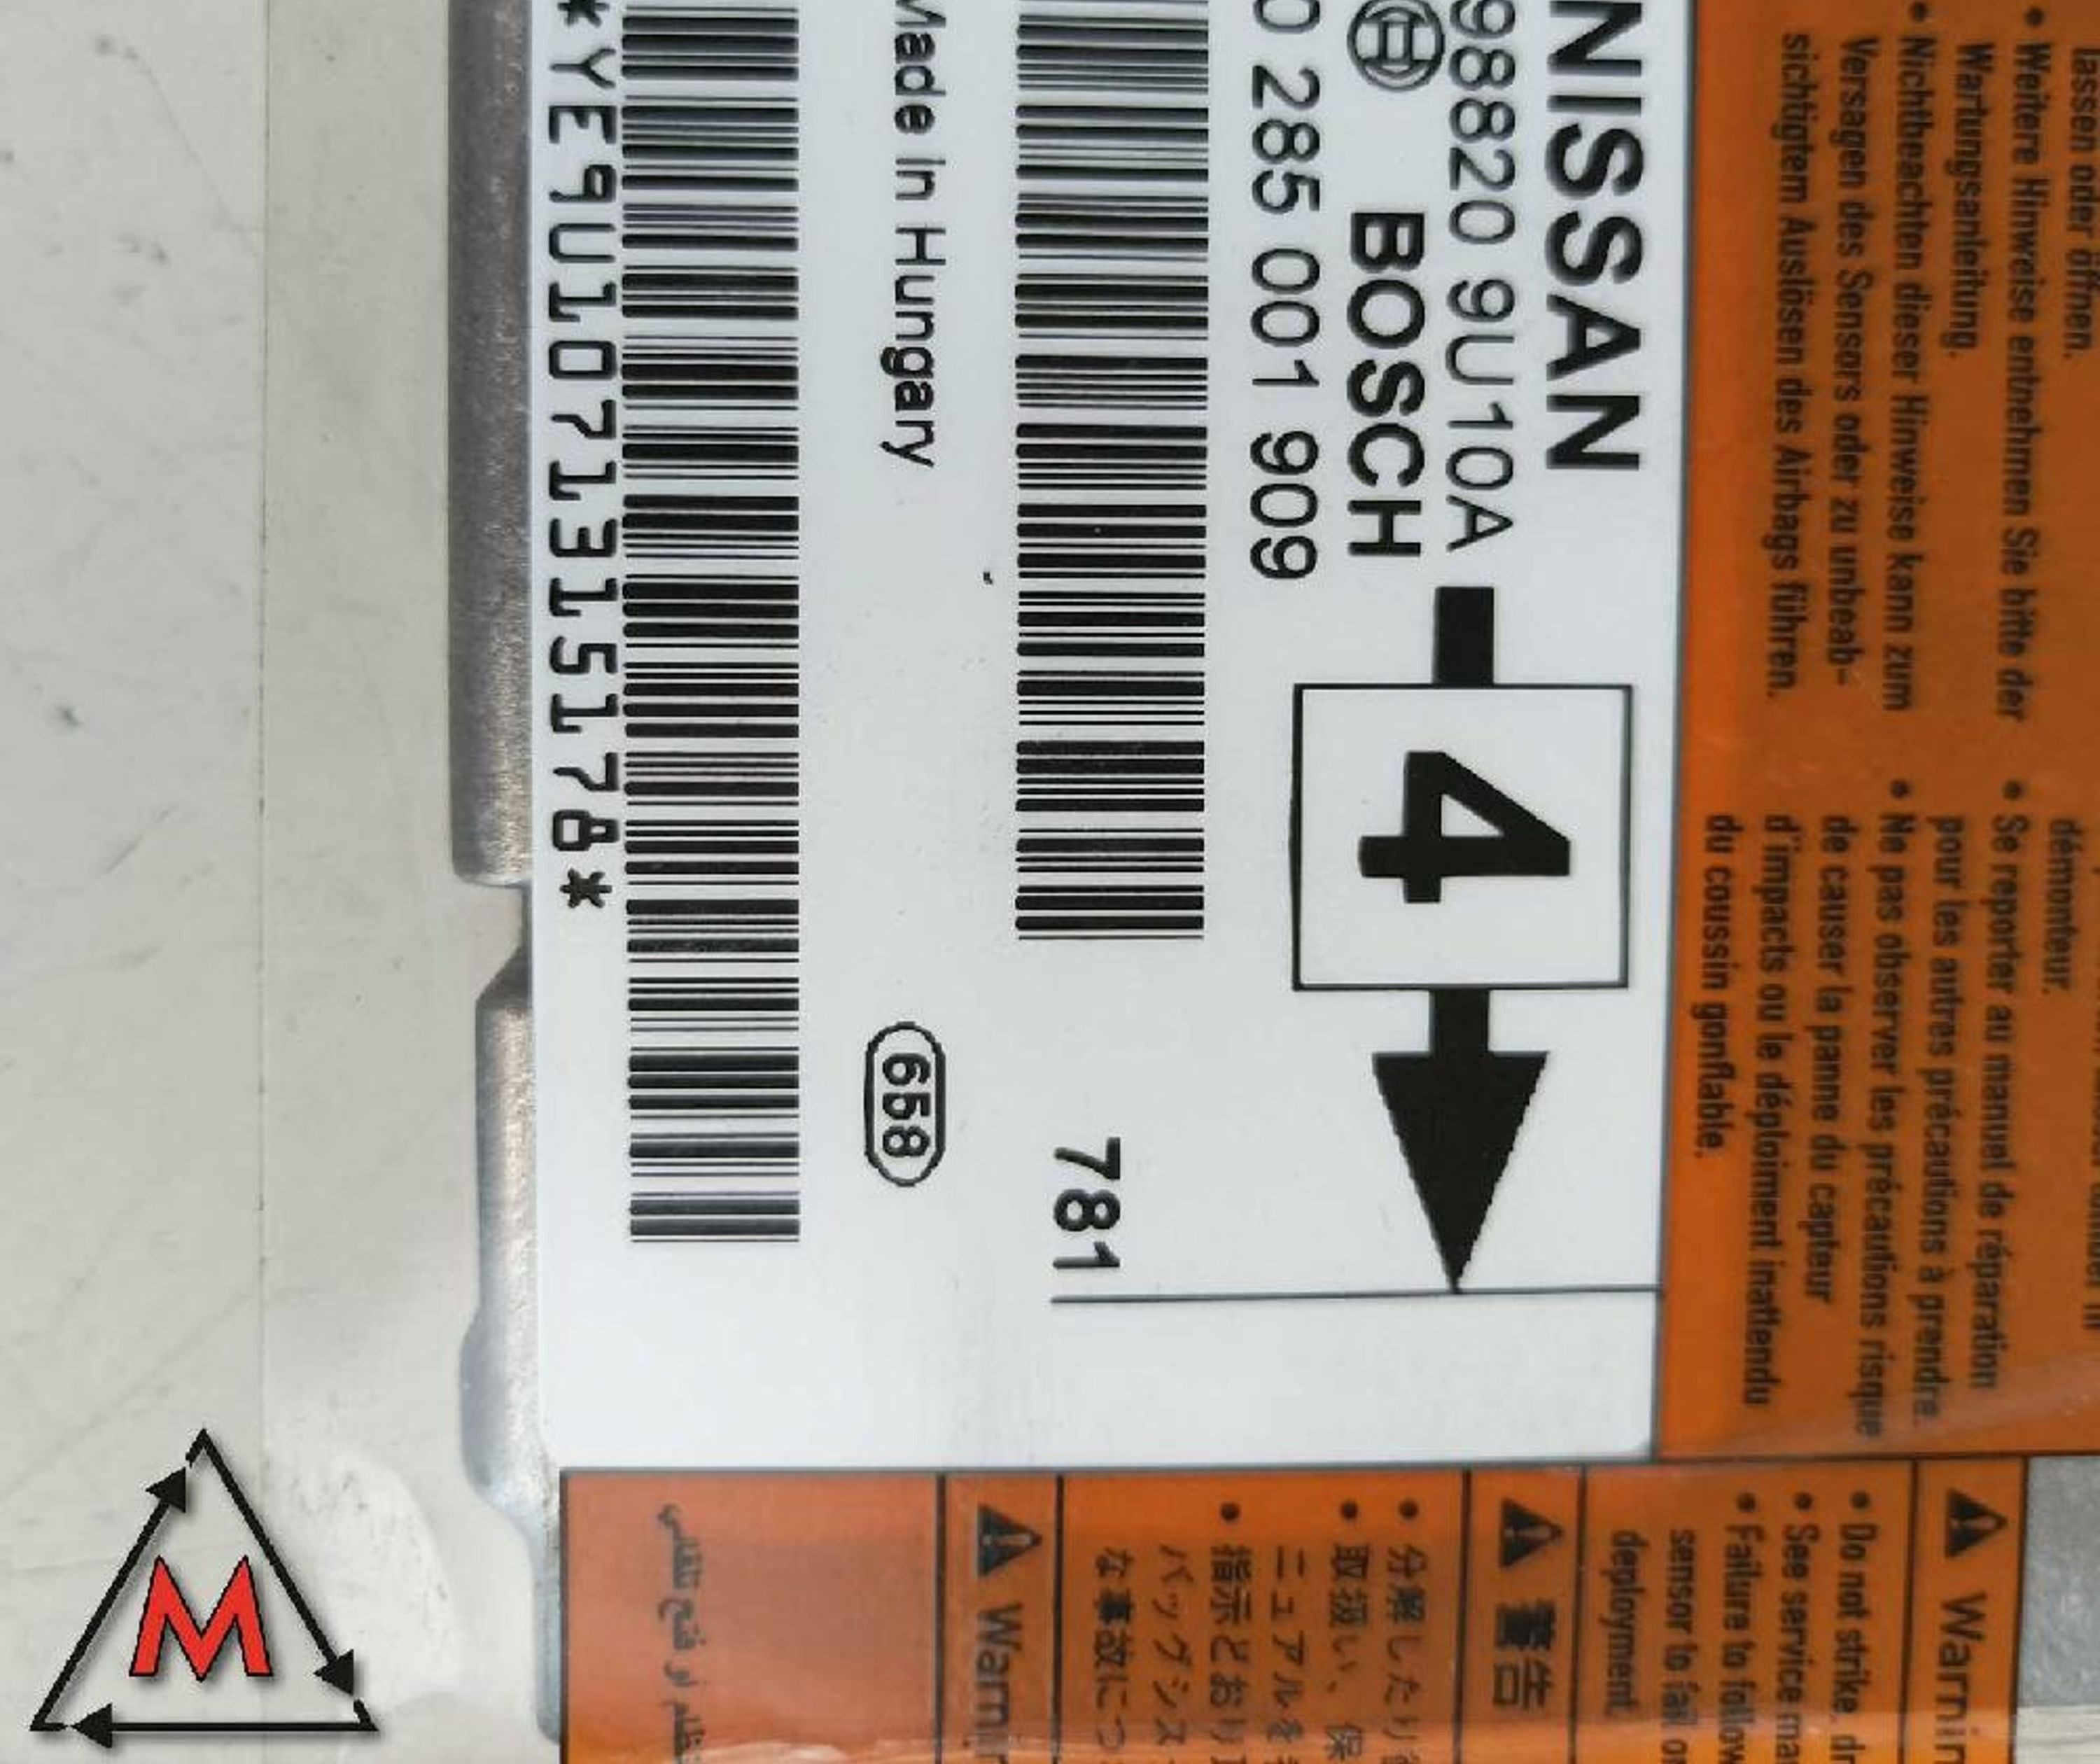 NISSAN
98820 9U10A
BOSCH
0 285 001 909
4
781
Made in Hungary
658
*YE9U1071315178*
lassen oder öffnen.
• Weitere Hinweise entnehmen Sie bitte der
Wartungsanleitung.
• Nichtbeachten dieser Hinweise kann zum
Versagen des Sensors oder zu unbeab-
sichtigtem Auslösen des Airbags führen.
démonteur.
• Se reporter au manuel de réparation
pour les autres précautions à prendre.
• Ne pas observer les précautions risque
de causer la panne du capteur
d'impacts ou le déploiment inattendu
du coussin gonflable.
• Do not strike,
• See service
• Failure to follow
sensor to fail or
deployment
警告
• 分解したり
• 取扱い、保
ニュアルを
• 指示とおり
バッグシス
な事故につ
M